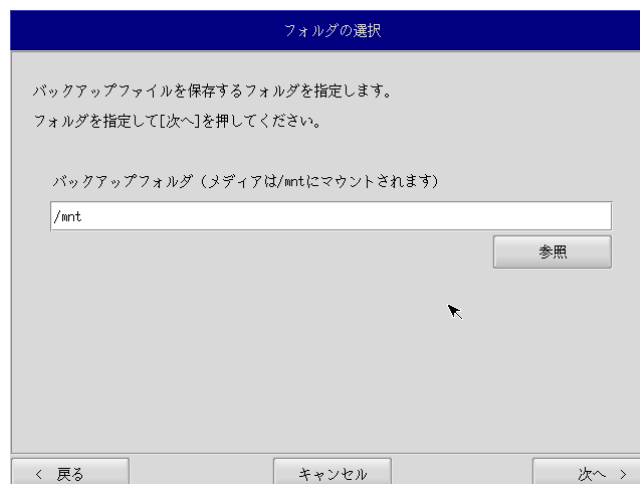 フォルダの選択
バックアップファイルを保存するフォルダを指定します。
フォルダを指定して[次へ]を押してください。
バックアップフォルダ（メディアは/mntにマウントされます）
/mnt
参照
< 戻る
キャンセル
次へ >